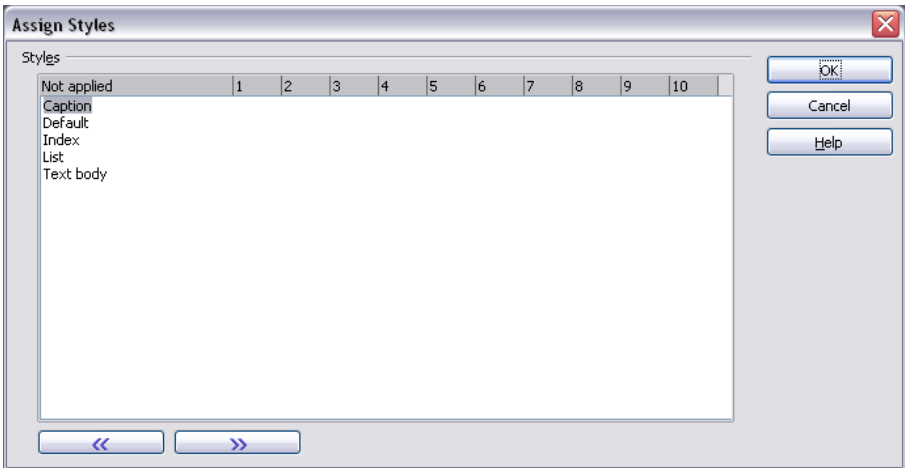 Assign Styles
Styles
OK
Not applied 1 2 3 4 5 6 7 8 9 10
Caption
Cancel
Default
Index
Help
List
Text body
<< >>